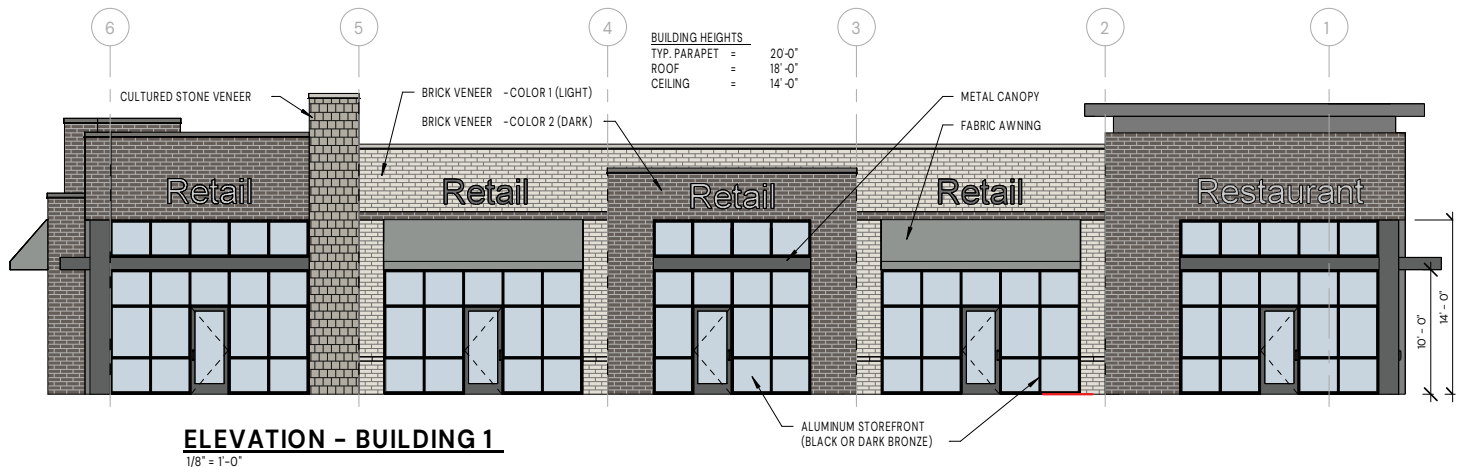 6
5
4
3
2
1
BUILDING HEIGHTS
TYP. PARAPET = 20'-0"
ROOF = 18'-0"
CEILING = 14'-0"
CULTURED STONE VENEER
BRICK VENEER - COLOR 1 (LIGHT)
BRICK VENEER - COLOR 2 (DARK)
METAL CANOPY
FABRIC AWNING
Retail
Retail
Retail
Retail
Restaurant
10' - 0"
14' - 0"
ALUMINUM STOREFRONT
(BLACK OR DARK BRONZE)
ELEVATION - BUILDING 1
1/8" = 1'-0"